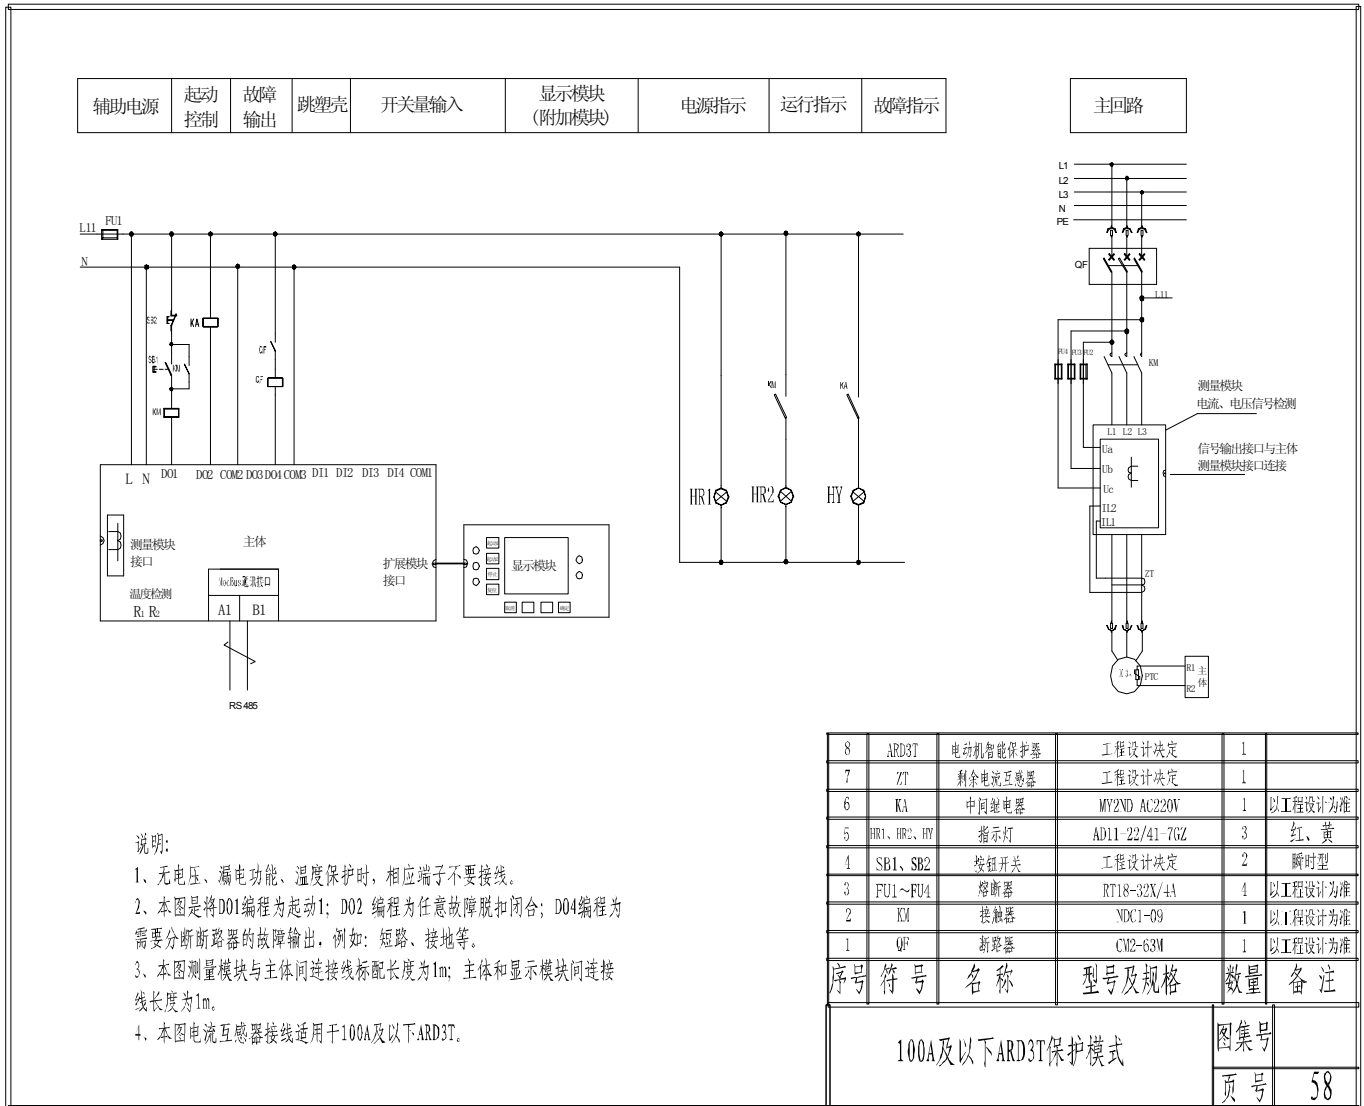 辅助电源
起动
控制
故障
输出
跳塑壳
开关量输入
显示模块
(附加模块)
电源指示
运行指示
故障指示
主回路
L1
L2
L3
N
PE
L11
FU1
N
QF
L11
SB2
KA
SB1
KM
QF
QF
KM
KM
KA
FU4 FU3 FU2
KM
测量模块
电流、电压信号检测
信号输出接口与主体
测量模块接口连接
L1 L2 L3
Ua
Ub
Uc
IL2
IL1
L N DO1 DO2 COM2 DO3 DO4 COM3 DI1 DI2 DI3 DI4 COM1
HR1
HR2
HY
测量模块
接口
主体
扩展模块
接口
显示模块
ModBus通讯接口
温度检测
R1 R2
A1
B1
RS485
ZT
PTC
R1
R2
主
体
8 ARD3T 电动机智能保护器 工程设计决定 1
7 ZT 剩余电流互感器 工程设计决定 1
6 KA 中间继电器 MY2ND AC220V 1 以工程设计为准
5 HR1、HR2、HY 指示灯 AD11-22/41-7GZ 3 红、黄
4 SB1、SB2 按钮开关 工程设计决定 2 瞬时型
3 FU1～FU4 熔断器 RT18-32X/4A 4 以工程设计为准
2 KM 接触器 NDC1-09 1 以工程设计为准
1 QF 断路器 CM2-63M 1 以工程设计为准
序号 符 号 名 称 型号及规格 数量 备 注
说明:
1、无电压、漏电功能、温度保护时，相应端子不要接线。
2、本图是将DO1编程为起动1; DO2 编程为任意故障脱扣闭合; DO4编程为
需要分断断路器的故障输出．例如: 短路、接地等。
3、本图测量模块与主体间连接线标配长度为1m; 主体和显示模块间连接
线长度为1m。
4、本图电流互感器接线适用于100A及以下ARD3T。
100A及以下ARD3T保护模式
图集号
页 号 58